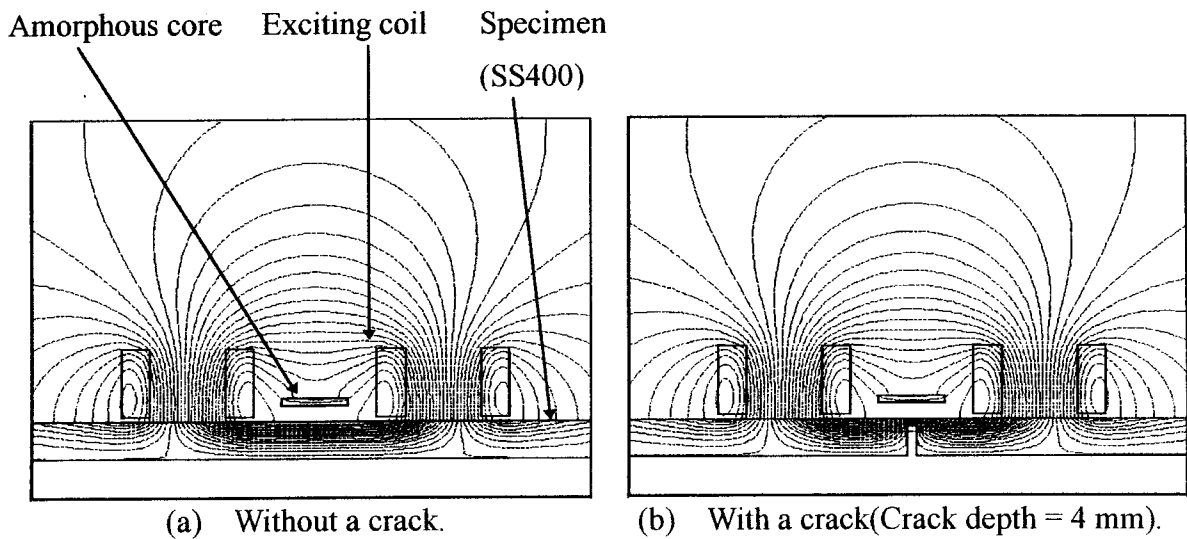 Amorphous core Exciting coil Specimen
(SS400)
(a) Without a crack.
(b) With a crack(Crack depth = 4 mm).